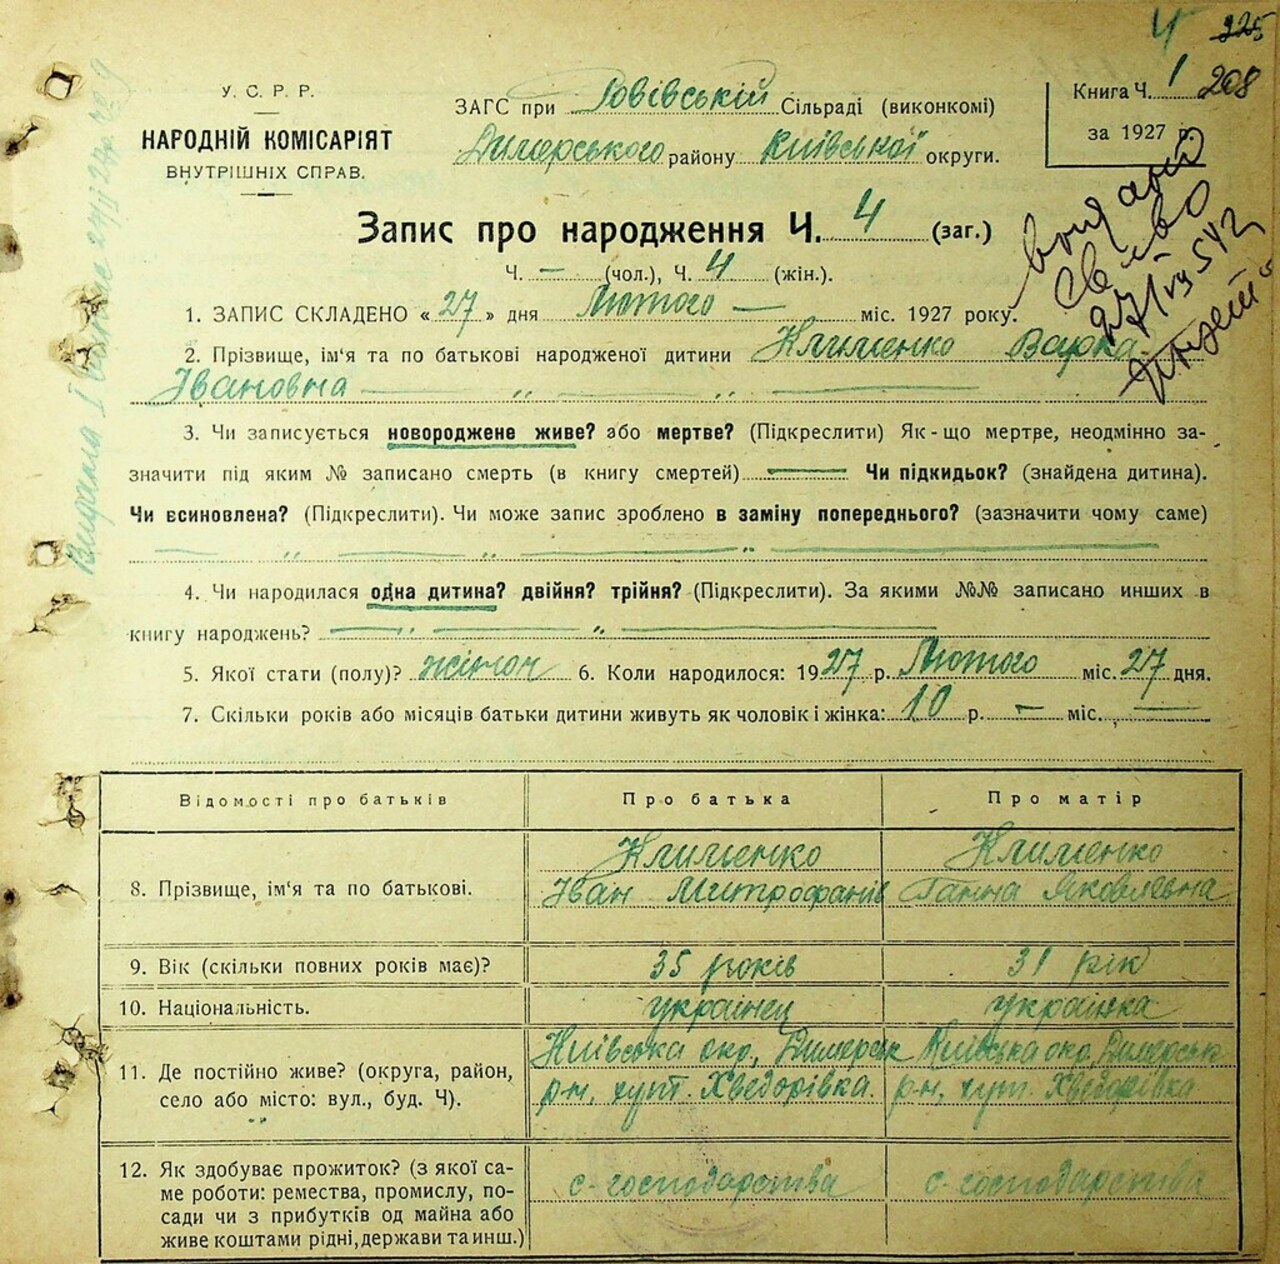 У. С. Р. Р.
НАРОДНІЙ КОМІСАРІЯТ
ВНУТРІШНІХ СПРАВ.
ЗАГС при Ровівській Сільраді (виконкомі)
Димерського району Київської округи.
Книга Ч. 1
за 1927 р.
4 225
208
Запис про народження Ч. 4 (заг.)
Ч. — (чол.), Ч. 4 (жін.).
1. ЗАПИС СКЛАДЕНО «27» дня Лютого — міс. 1927 року.
2. Прізвище, ім'я та по батькові народженої дитини Клименко Варка
Івановна
3. Чи записується новороджене живе? або мертве? (Підкреслити) Як-що мертве, неодмінно за-
значити під яким № записано смерть (в книгу смертей) Чи підкидьок? (знайдена дитина).
Чи всиновлена? (Підкреслити). Чи може запис зроблено в заміну попереднього? (зазначити чому саме)
4. Чи народилася одна дитина? двійня? трійня? (Підкреслити). За якими №№ записано инших в
книгу народжень?
5. Якої стати (полу)? жіноч 6. Коли народилося: 1927 р. Лютого міс. 27 дня.
7. Скільки років або місяців батьки дитини живуть як чоловік і жінка: 10 р. — міс. —
Відомості про батьків Про батька Про матір
8. Прізвище, ім'я та по батькові.
Клименко
Іван Митрофанів
Клименко
Ганна Яковлевна
9. Вік (скільки повних років має)? 35 років 31 рік
10. Національність. українец українка
11. Де постійно живе? (округа, район,
село або місто: вул., буд. Ч).
Київська окр., Димерськ
р-н, хут. Хведорівка.
Київська окр. Димерськ
р-н, хут. Хведорівка
12. Як здобуває прожиток? (з якої са-
ме роботи: ремества, промислу, по-
сади чи з прибутків од майна або
живе коштами рідні, держави та инш.)
с-господарства
с-господарства